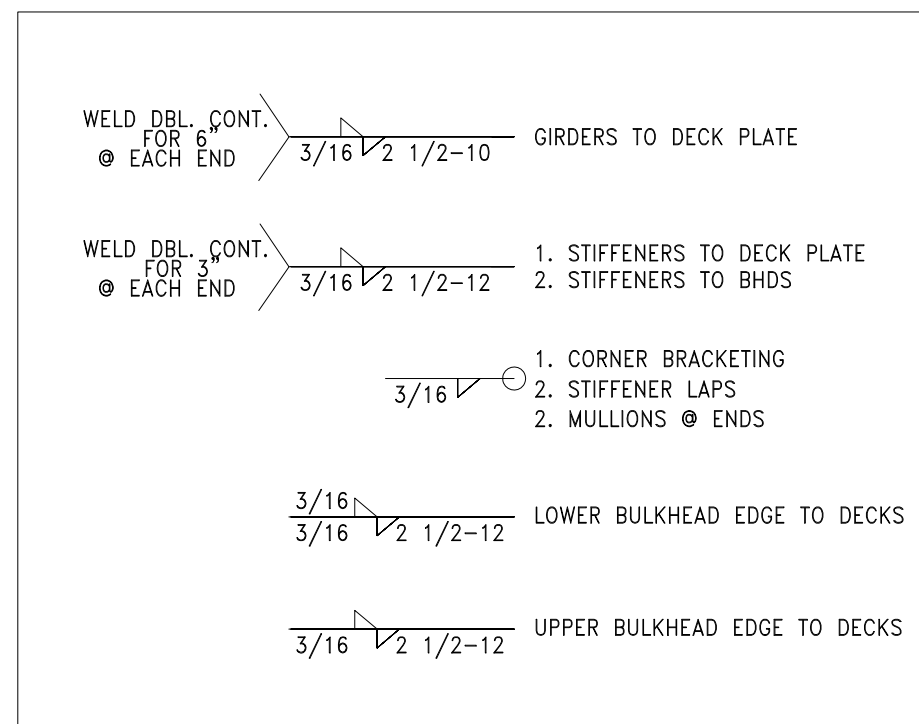 WELD DBL. CONT.
FOR 6"
@ EACH END
3/16 2 1/2-10
GIRDERS TO DECK PLATE
WELD DBL. CONT.
FOR 3"
@ EACH END
3/16 2 1/2-12
1. STIFFENERS TO DECK PLATE
2. STIFFENERS TO BHDS
3/16
1. CORNER BRACKETING
2. STIFFENER LAPS
2. MULLIONS @ ENDS
3/16
3/16 2 1/2-12
LOWER BULKHEAD EDGE TO DECKS
3/16 2 1/2-12
UPPER BULKHEAD EDGE TO DECKS